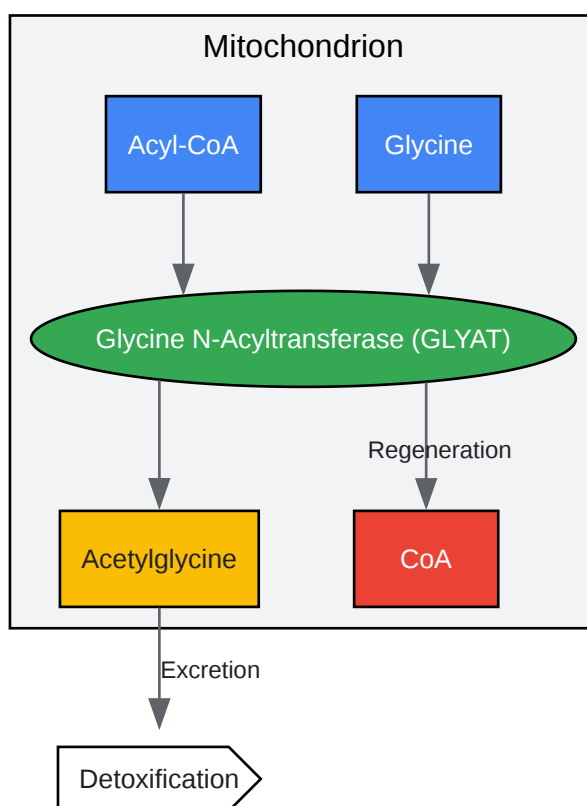 Mitochondrion
Acyl-CoA
Glycine
Glycine N-Acyltransferase (GLYAT)
Regeneration
Acetylglycine
CoA
Excretion
Detoxification